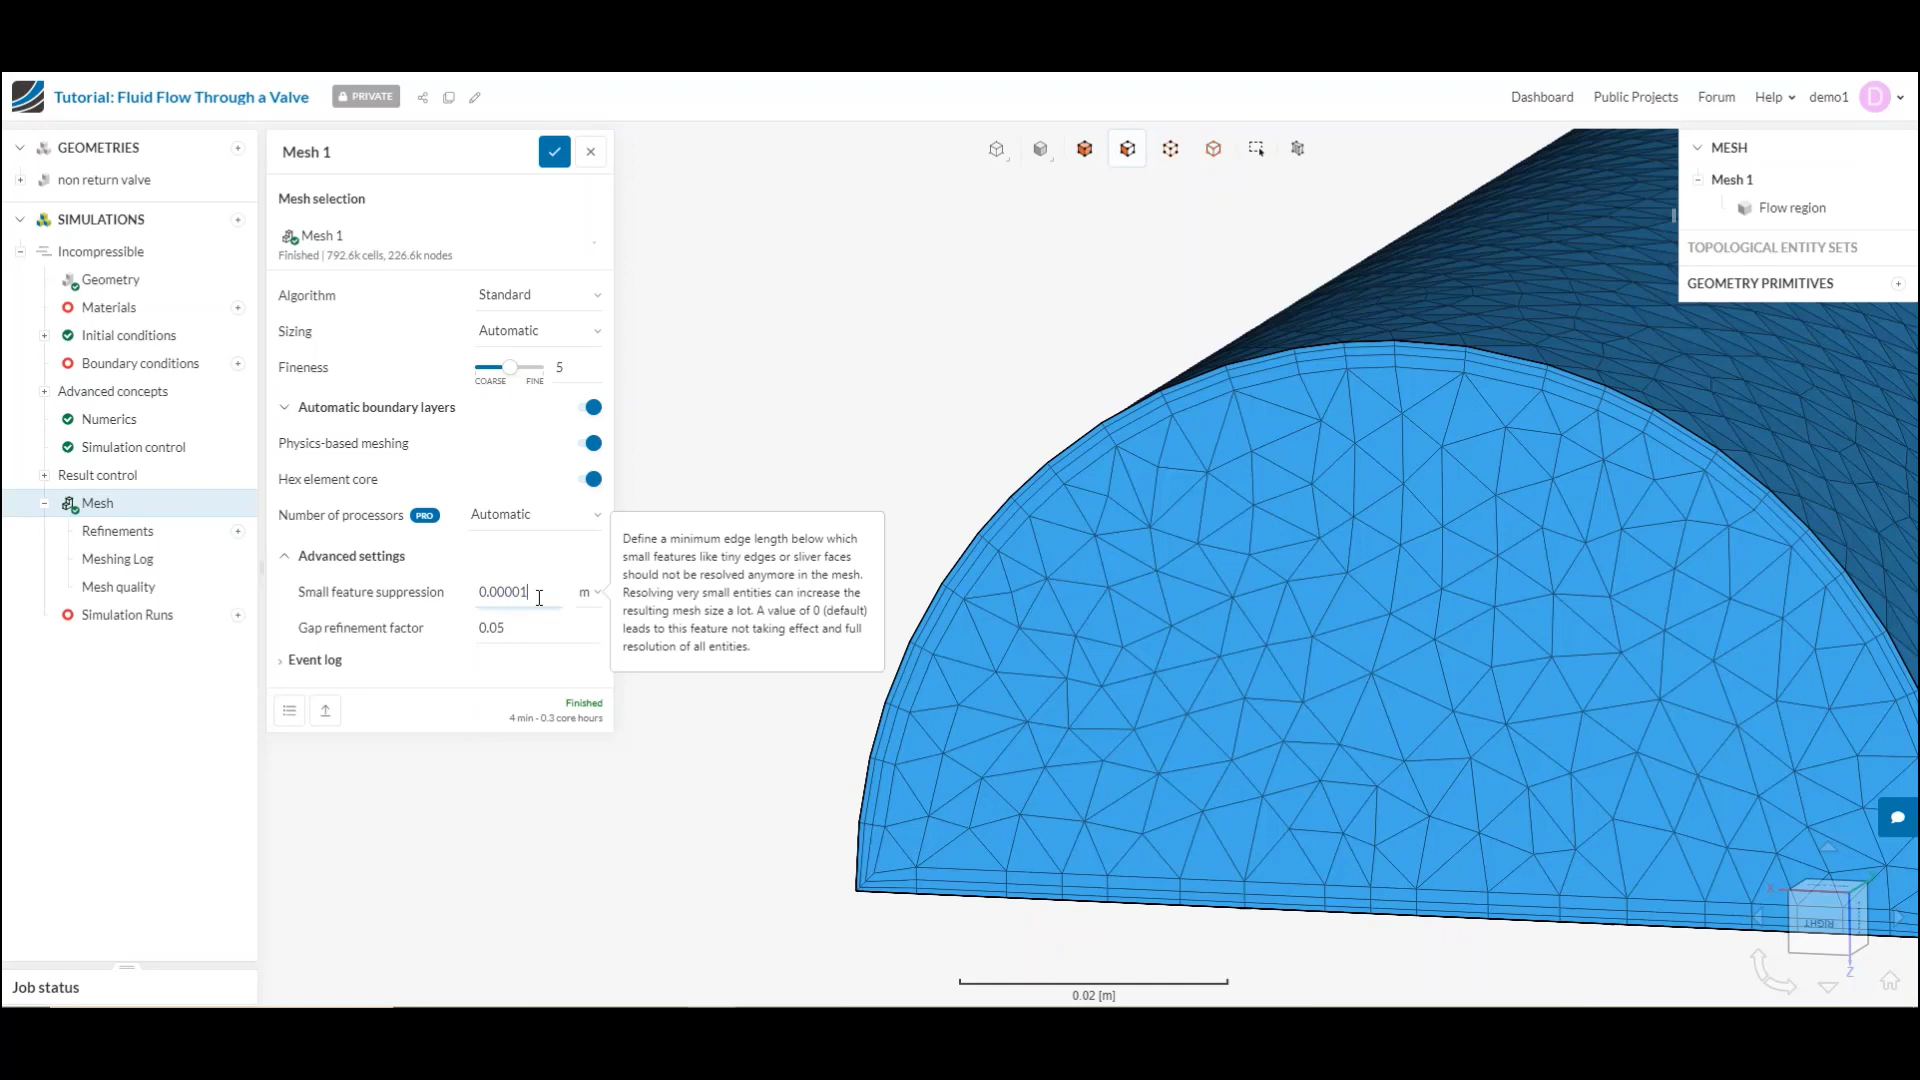 Tutorial: Fluid Flow Through a Valve
PRIVATE
Dashboard
Public Projects
Forum
Help
demo1
D
GEOMETRIES
non return valve
SIMULATIONS
Incompressible
Geometry
Materials
Initial conditions
Boundary conditions
Advanced concepts
Numerics
Simulation control
Result control
Mesh
Refinements
Meshing Log
Mesh quality
Simulation Runs
Job status
Mesh 1
Mesh selection
Mesh 1
Finished | 792.6k cells, 226.6k nodes
Algorithm Standard
Sizing Automatic
Fineness 5
COARSE FINE
Automatic boundary layers
Physics-based meshing
Hex element core
Number of processors PRO Automatic
Advanced settings
Small feature suppression 0.00001 m
Gap refinement factor 0.05
Event log
Finished
4 min - 0.3 core hours
Define a minimum edge length below which
small features like tiny edges or sliver faces
should not be resolved anymore in the mesh.
Resolving very small entities can increase the
resulting mesh size a lot. A value of 0 (default)
leads to this feature not taking effect and full
resolution of all entities.
MESH
Mesh 1
Flow region
TOPOLOGICAL ENTITY SETS
GEOMETRY PRIMITIVES
0.02 [m]
X
RIGHT
Z